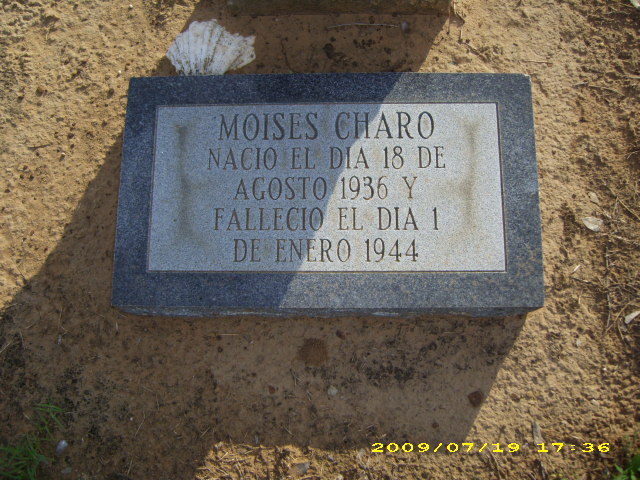 MOISES CHARO
NACIO EL DIA 18 DE
AGOSTO 1936 Y
FALLECIO EL DIA 1
DE ENERO 1944
2009/07/19 17:36